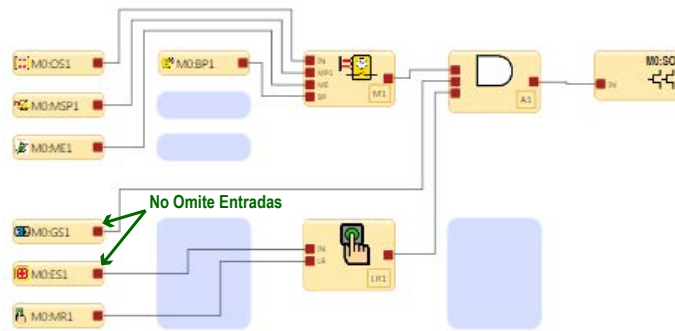 M0:SO
M0:OS1
M0:BP1
IN
MP1
ME
BP
M1
A1
IN
M0:MSP1
M0:ME1
No Omite Entradas
M0:GS1
M0:ES1
IN
LR
LR1
M0:MR1